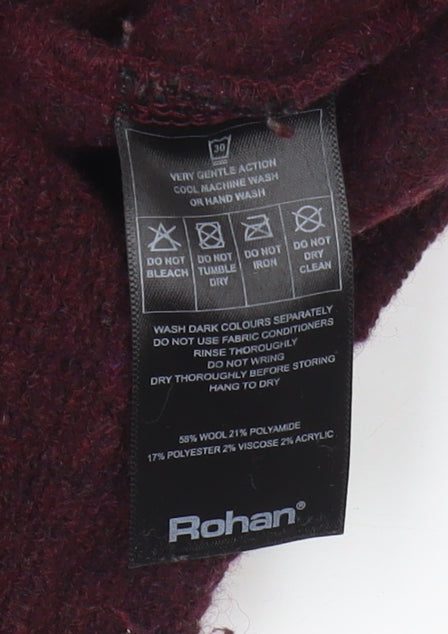 30
VERY GENTLE ACTION
COOL MACHINE WASH
OR HAND WASH
DO NOT
BLEACH
DO NOT
TUMBLE
DRY
DO NOT
IRON
DO NOT
DRY
CLEAN
WASH DARK COLOURS SEPARATELY
DO NOT USE FABRIC CONDITIONERS
RINSE THOROUGHLY
DO NOT WRING
DRY THOROUGHLY BEFORE STORING
HANG TO DRY
58% WOOL 21% POLYAMIDE
17% POLYESTER 2% VISCOSE 2% ACRYLIC
Rohan®